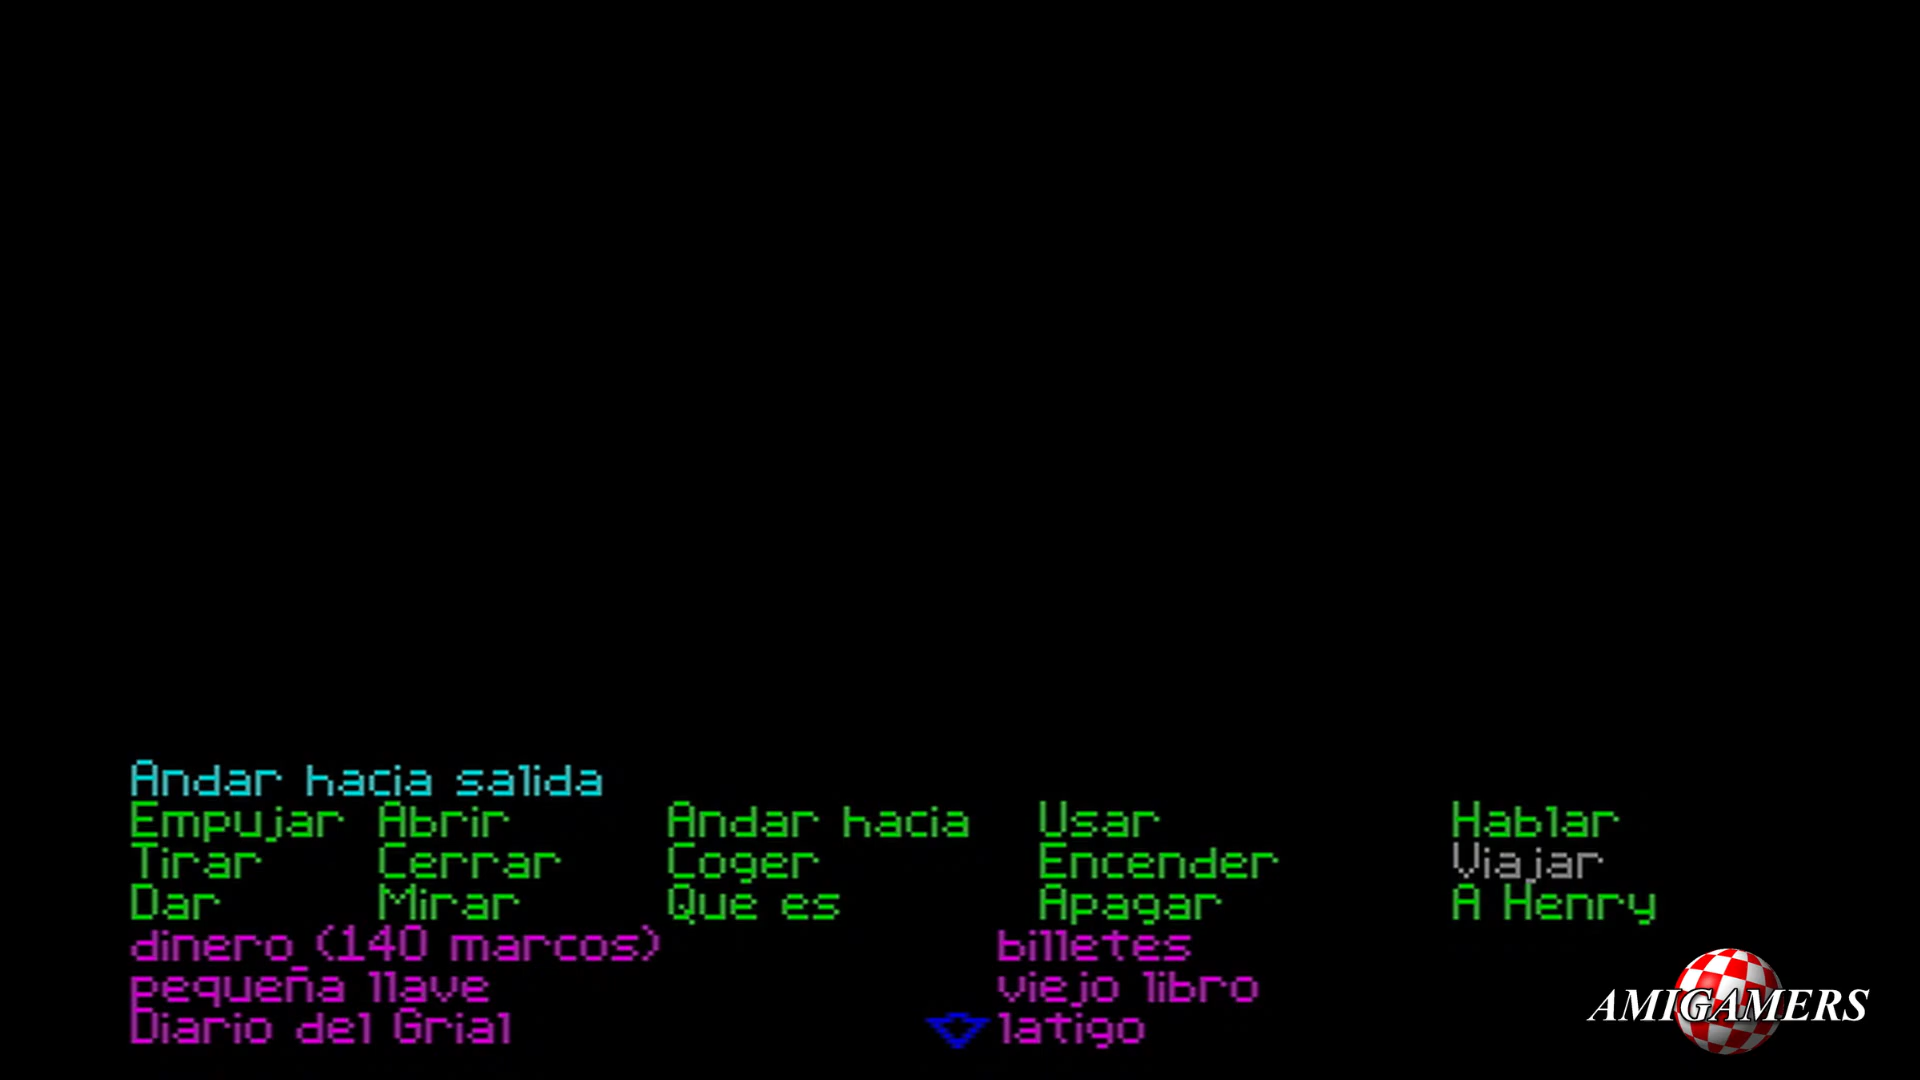 Andar hacia salida
Empujar Abrir Andar hacia Usar Hablar
Tirar Cerrar Coger Encender Viajar
Dar Mirar Que es Apagar A Henry
dinero (140 marcos) billetes
pequeña llave viejo libro
Diario del Grial latigo
AMIGAMERS